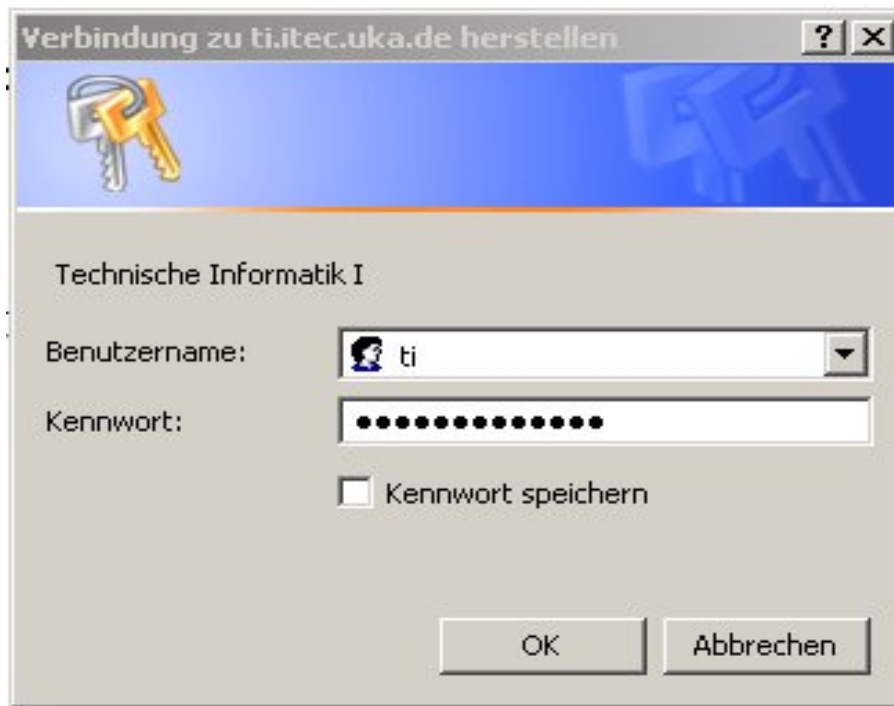 Verbindung zu ti.itec.uka.de herstellen
Technische Informatik I
Benutzername: ti
Kennwort: •••••••••••••
Kennwort speichern
OK Abbrechen